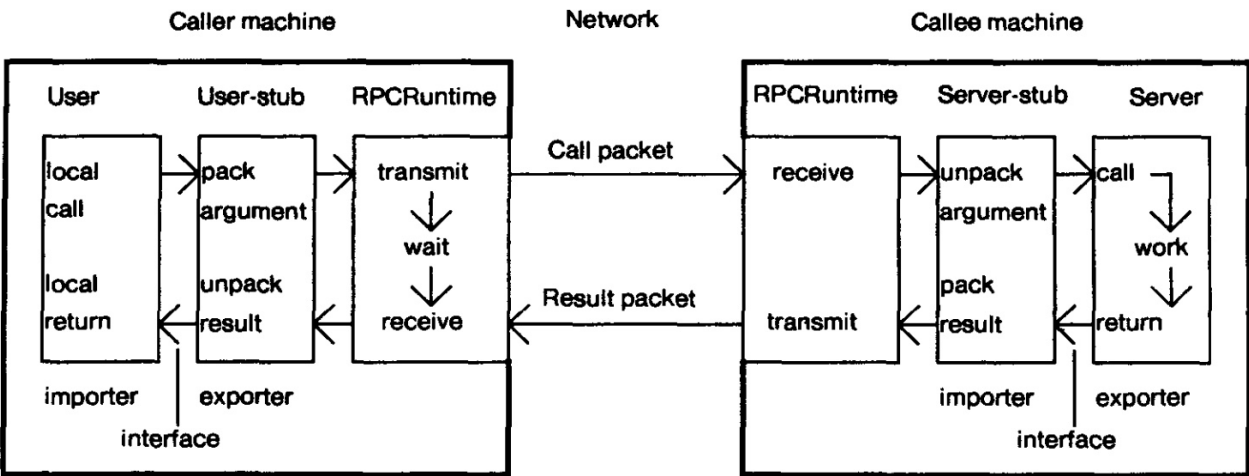 Caller machine
Network
Callee machine
User
User-stub
RPCRuntime
RPCRuntime
Server-stub
Server
local
call
pack
argument
transmit
wait
Call packet
receive
unpack
argument
call
work
local
return
unpack
result
receive
Result packet
transmit
pack
result
return
importer
exporter
interface
importer
exporter
interface